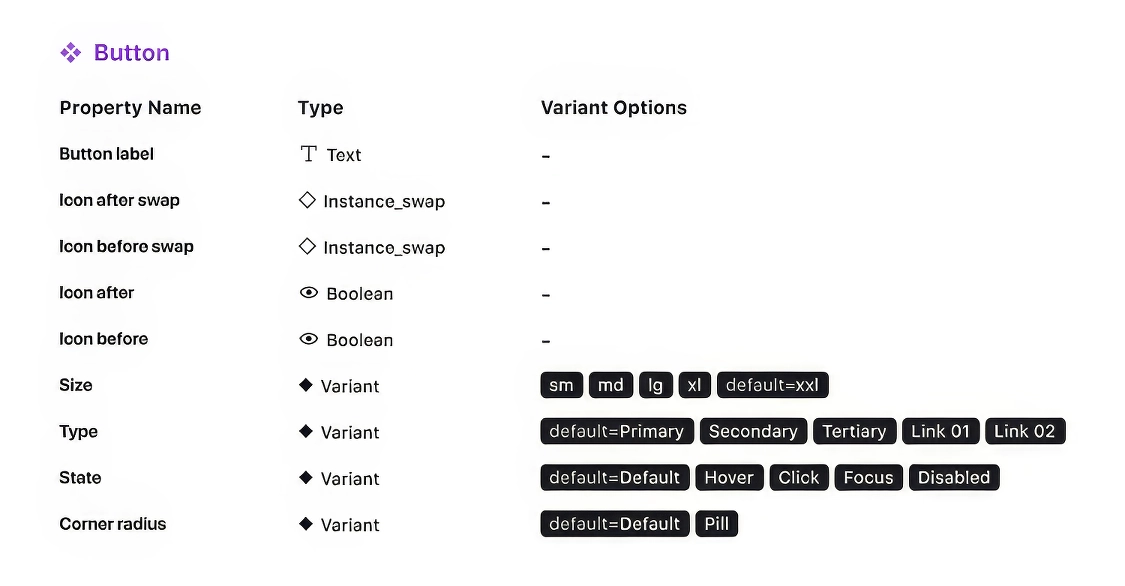 Button
Property Name Type Variant Options
Button label Text -
Icon after swap Instance_swap -
Icon before swap Instance_swap -
Icon after Boolean -
Icon before Boolean -
Size Variant sm md lg xl default=xxl
Type Variant default=Primary Secondary Tertiary Link 01 Link 02
State Variant default=Default Hover Click Focus Disabled
Corner radius Variant default=Default Pill